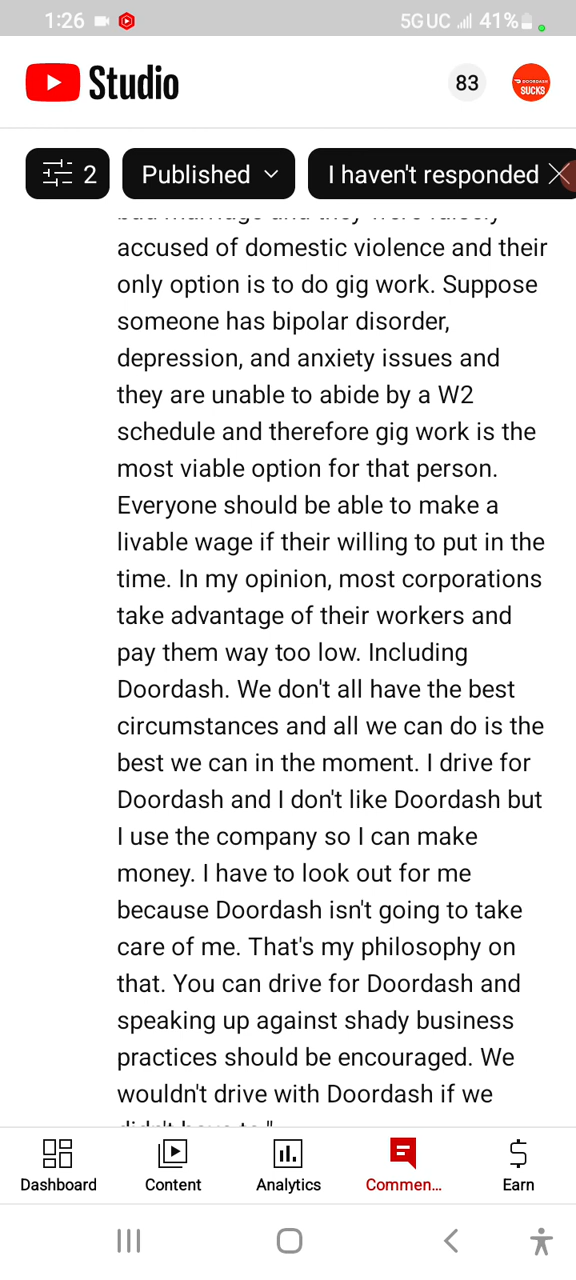 1:26
5G UC 41%
Studio
83
DOORDASH
SUCKS
2
Published
I haven't responded
accused of domestic violence and their
only option is to do gig work. Suppose
someone has bipolar disorder,
depression, and anxiety issues and
they are unable to abide by a W2
schedule and therefore gig work is the
most viable option for that person.
Everyone should be able to make a
livable wage if their willing to put in the
time. In my opinion, most corporations
take advantage of their workers and
pay them way too low. Including
Doordash. We don't all have the best
circumstances and all we can do is the
best we can in the moment. I drive for
Doordash and I don't like Doordash but
I use the company so I can make
money. I have to look out for me
because Doordash isn't going to take
care of me. That's my philosophy on
that. You can drive for Doordash and
speaking up against shady business
practices should be encouraged. We
wouldn't drive with Doordash if we
Dashboard
Content
Analytics
Commen...
Earn